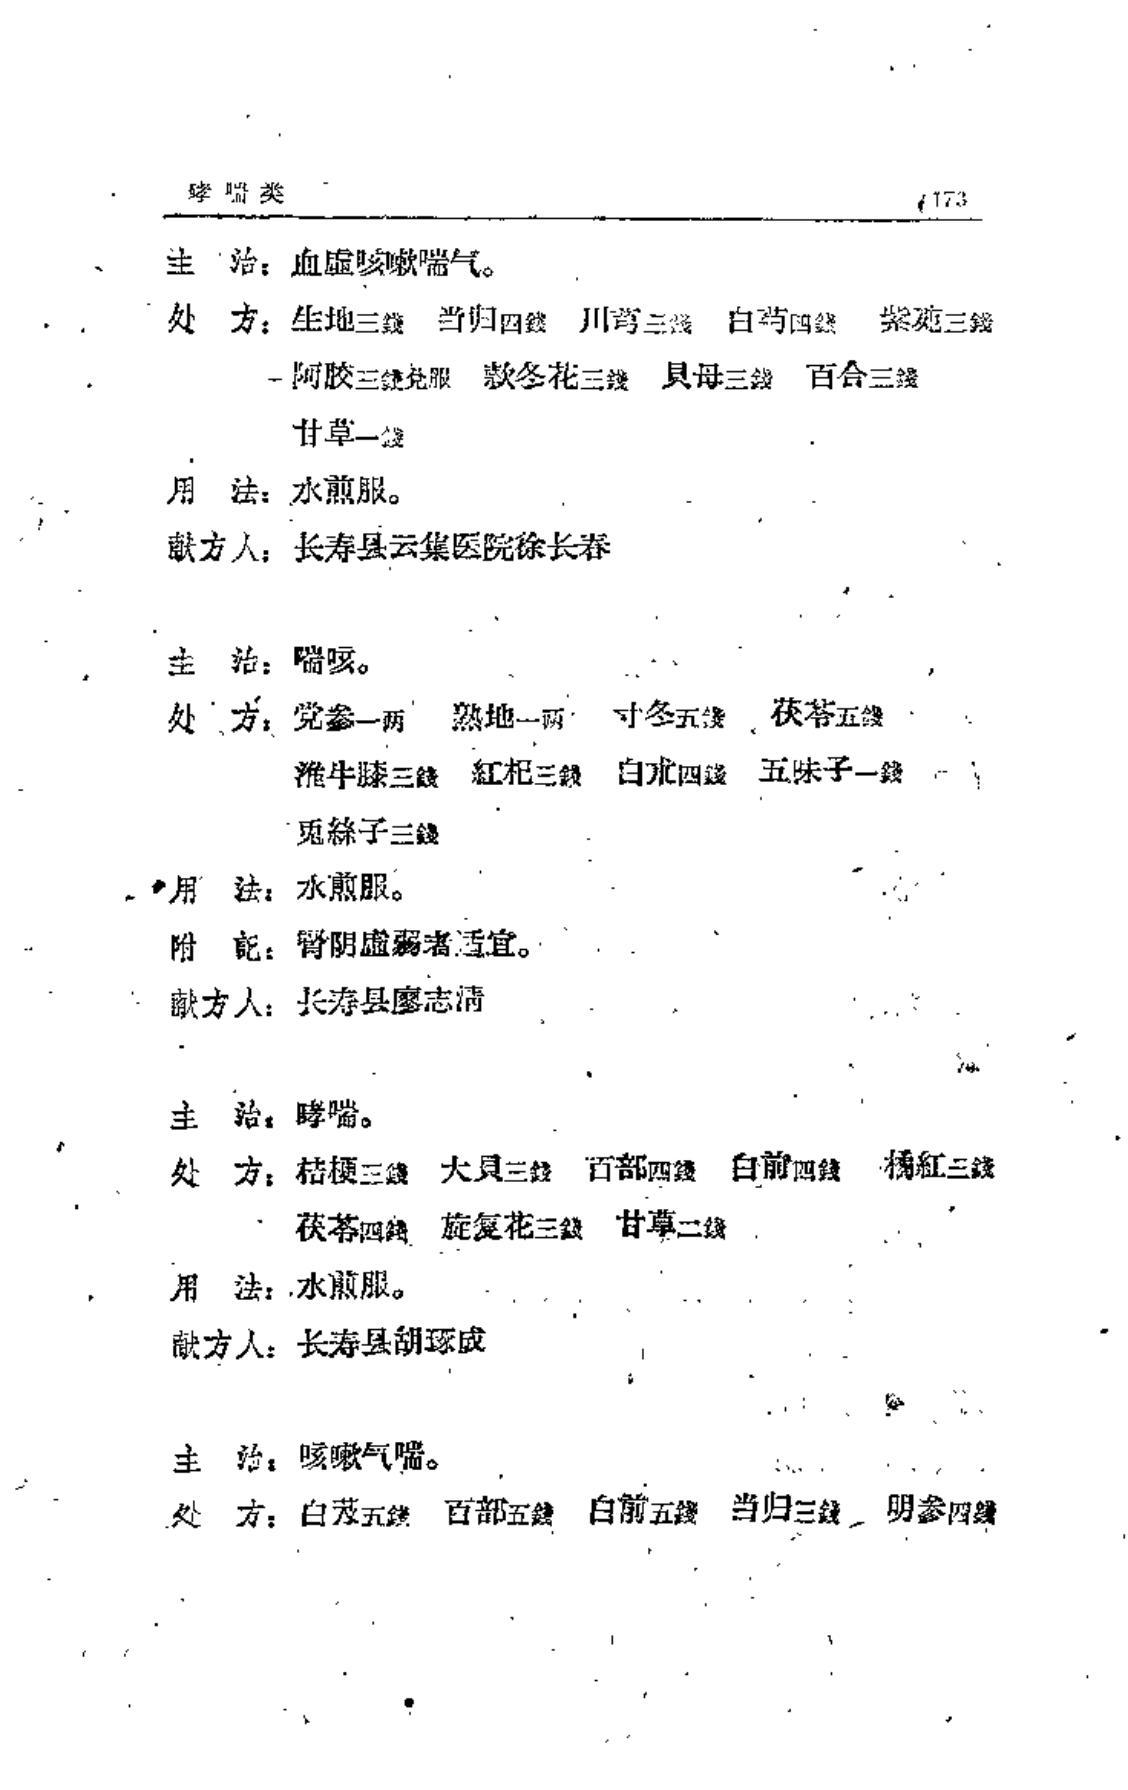 哮喘类 173
主 治：血虛咳嗽喘气。
处 方：生地三錢 当归四錢 川芎三錢 白芍四錢 紫菀三錢
阿胶三錢兑服 款冬花三錢 貝母三錢 百合三錢
甘草一錢
用 法：水煎服。
献方人：长寿县云集医院徐长春
主 治：喘咳。
处 方：党参一两 熟地一两 寸冬五錢 茯苓五錢
淮牛膝三錢 紅杞三錢 白朮四錢 五味子一錢
兎絲子三錢
用 法：水煎服。
附 記：肾阴虛弱者适宜。
献方人：长寿县廖志清
主 治：哮喘。
处 方：桔梗三錢 大貝三錢 百部四錢 白前四錢 橘紅三錢
茯苓四錢 旋复花三錢 甘草二錢
用 法：水煎服。
献方人：长寿县胡琢成
主 治：咳嗽气喘。
处 方：白芨五錢 百部五錢 白前五錢 当归三錢 明参四錢